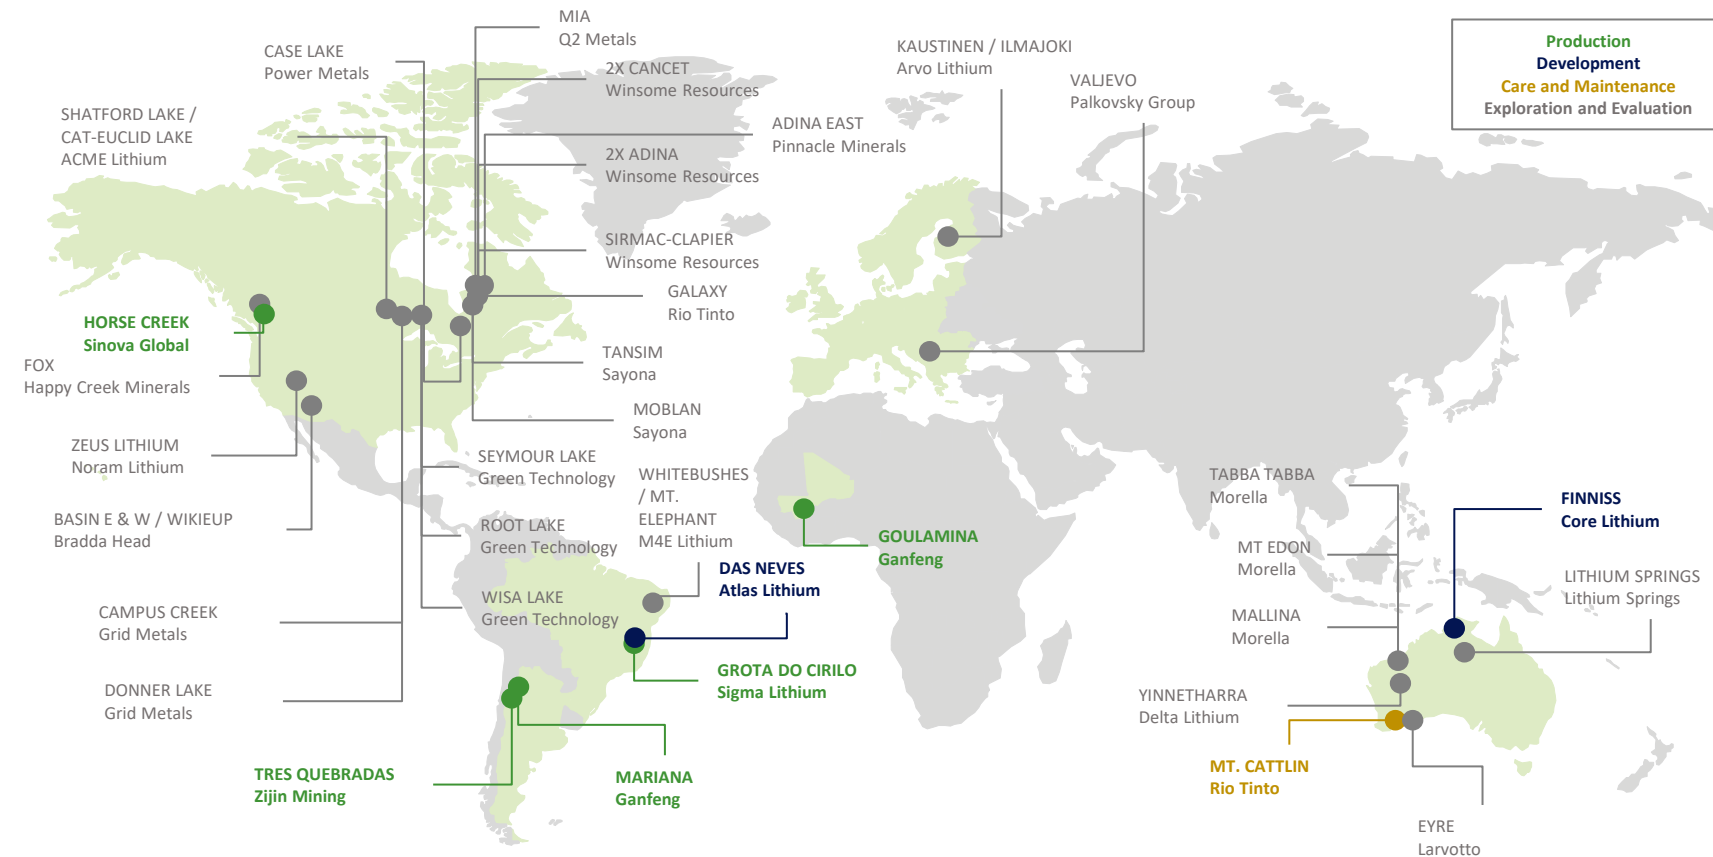 MIA
Q2 Metals
CASE LAKE
Power Metals
2X CANCET
Winsome Resources
KAUSTINEN / ILMAJOKI
Arvo Lithium
VALJEVO
Palkovsky Group
Production
Development
Care and Maintenance
Exploration and Evaluation
SHATFORD LAKE /
CAT-EUCLID LAKE
ACME Lithium
ADINA EAST
Pinnacle Minerals
2X ADINA
Winsome Resources
SIRMAC-CLAPIER
Winsome Resources
GALAXY
Rio Tinto
HORSE CREEK
Sinova Global
FOX
Happy Creek Minerals
TANSIM
Sayona
MOBLAN
Sayona
ZEUS LITHIUM
Noram Lithium
SEYMOUR LAKE
Green Technology
WHITEBUSHES
/ MT.
ELEPHANT
M4E Lithium
TABBA TABBA
Morella
FINNISS
Core Lithium
BASIN E & W / WIKIEUP
Bradda Head
ROOT LAKE
Green Technology
GOULAMINA
Ganfeng
MT EDON
Morella
DAS NEVES
Atlas Lithium
LITHIUM SPRINGS
Lithium Springs
WISA LAKE
Green Technology
CAMPUS CREEK
Grid Metals
MALLINA
Morella
GROTA DO CIRILO
Sigma Lithium
DONNER LAKE
Grid Metals
YINNETHARRA
Delta Lithium
TRES QUEBRADAS
Zijin Mining
MARIANA
Ganfeng
MT. CATTLIN
Rio Tinto
EYRE
Larvotto